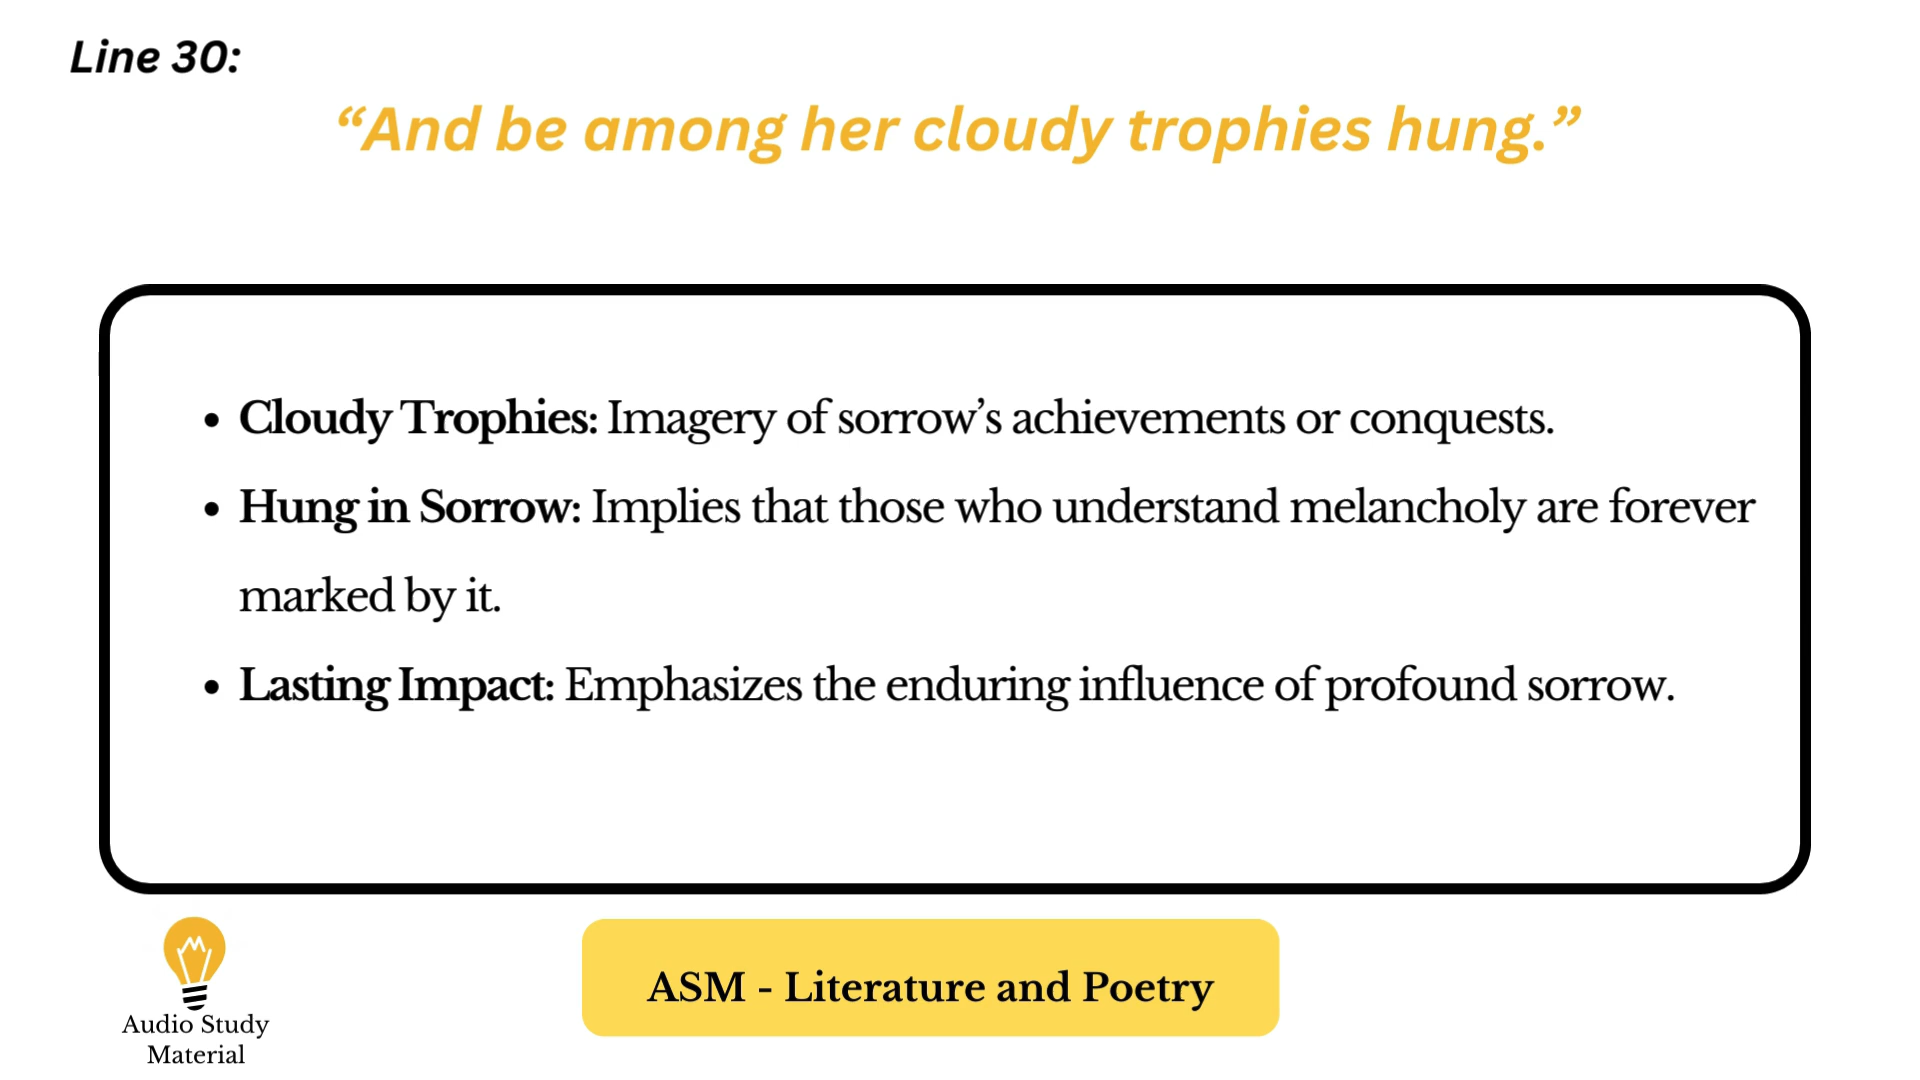 Line 30:
“And be among her cloudy trophies hung.”
• Cloudy Trophies: Imagery of sorrow’s achievements or conquests.
• Hung in Sorrow: Implies that those who understand melancholy are forever
marked by it.
• Lasting Impact: Emphasizes the enduring influence of profound sorrow.
ASM - Literature and Poetry
Audio Study
Material